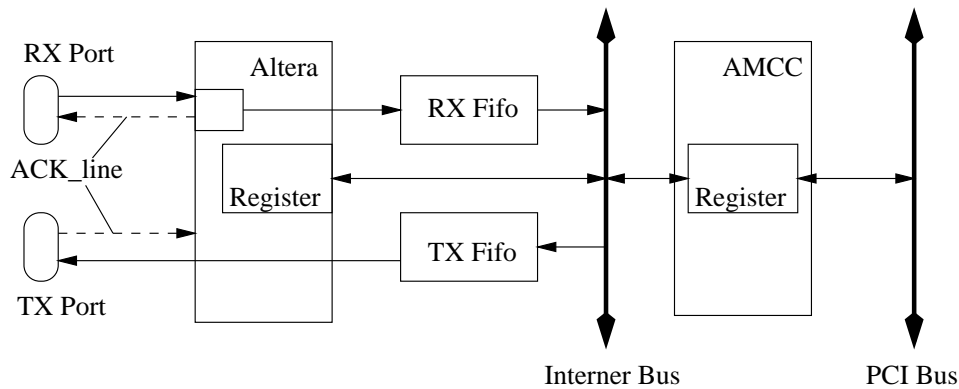 RX Port
Altera
AMCC
RX Fifo
ACK_line
Register
Register
TX Fifo
TX Port
Interner Bus
PCI Bus